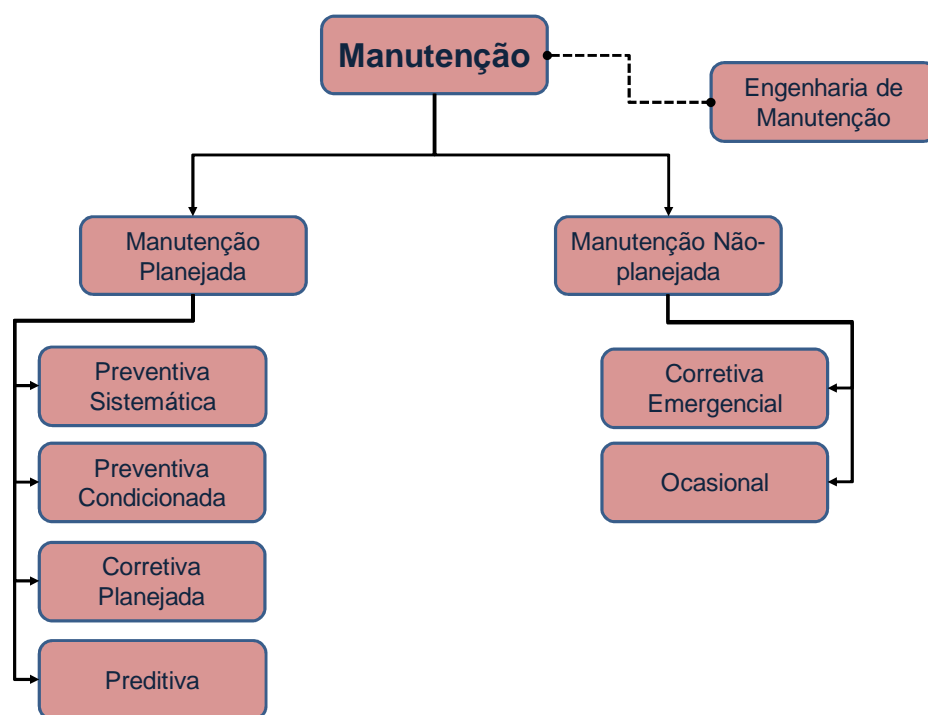 Manutenção
Engenharia de
Manutenção
Manutenção
Planejada
Manutenção Não-
planejada
Preventiva
Sistemática
Preventiva
Condicionada
Corretiva
Planejada
Preditiva
Corretiva
Emergencial
Ocasional